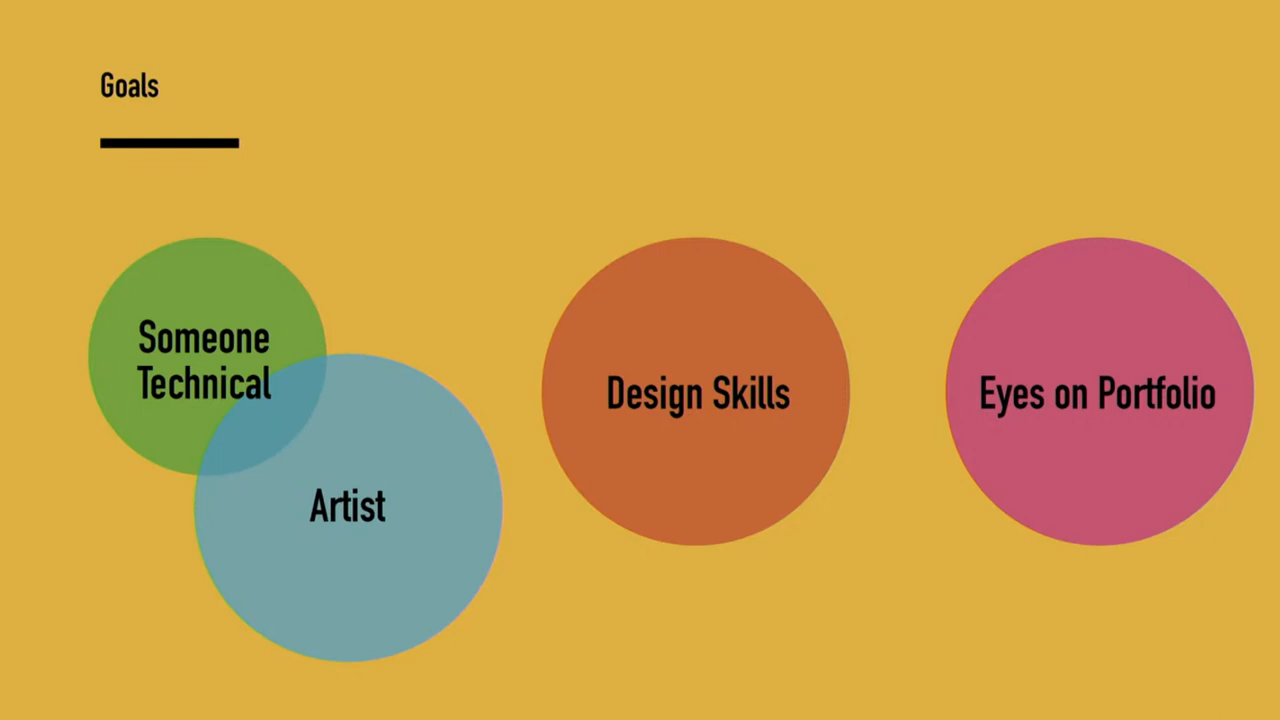 Goals
Someone
Technical
Artist
Design Skills
Eyes on Portfolio